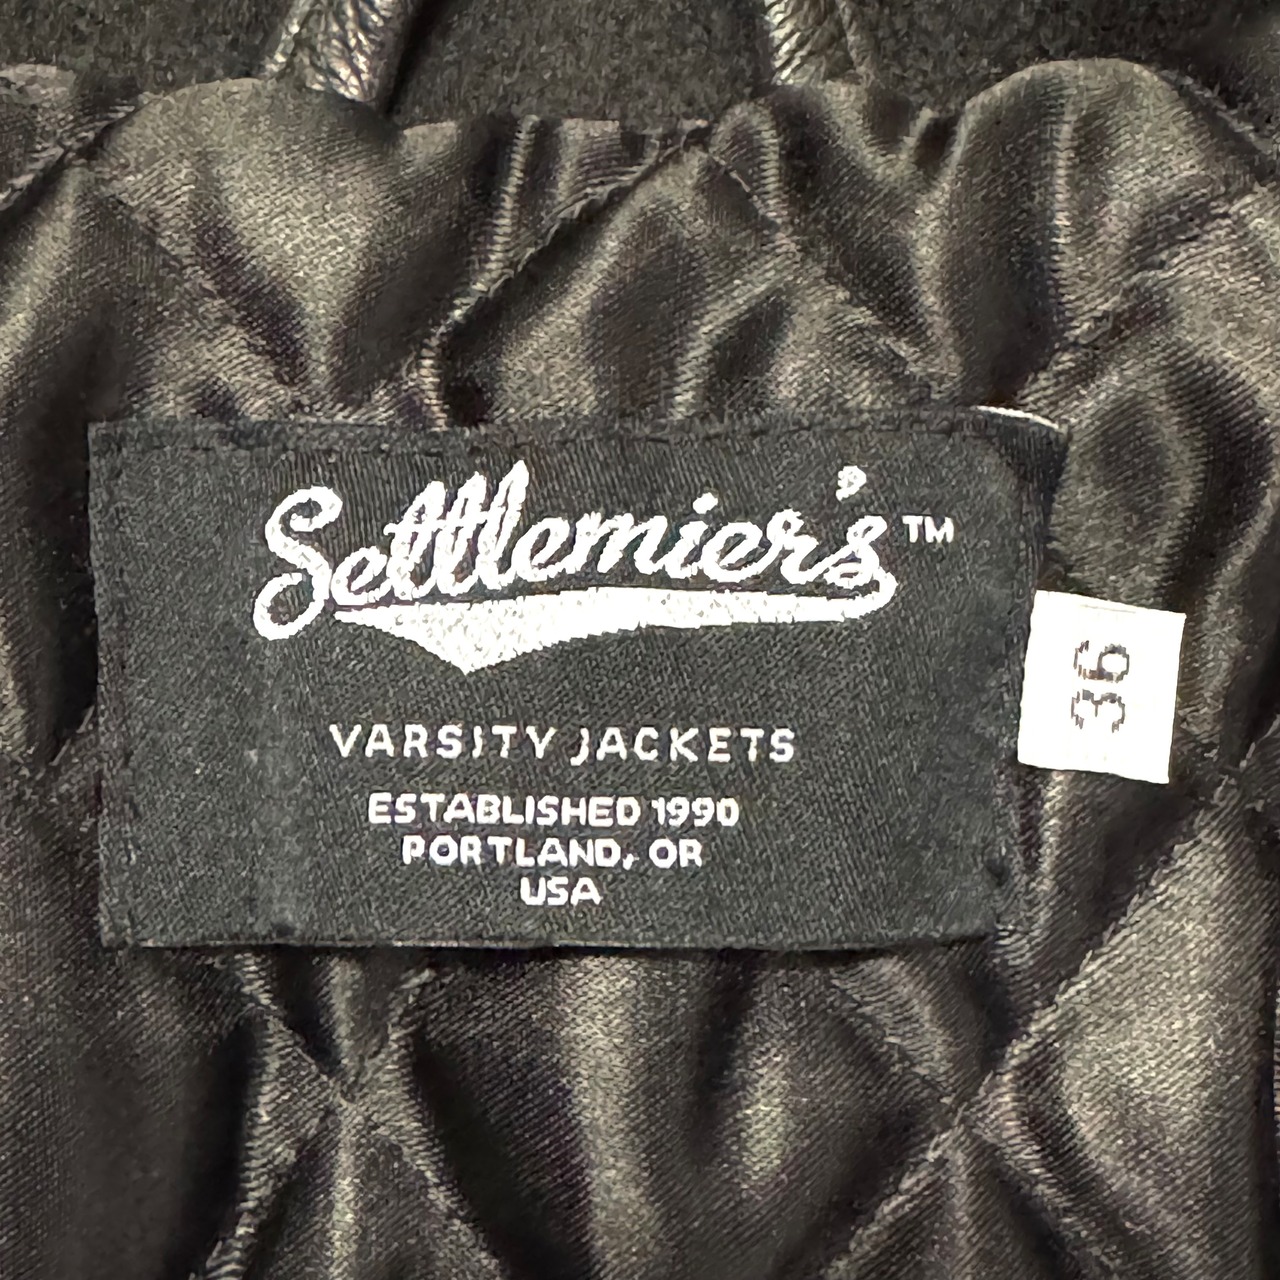 Settlemier's™
36
VARSITY JACKETS
ESTABLISHED 1990
PORTLAND, OR
USA